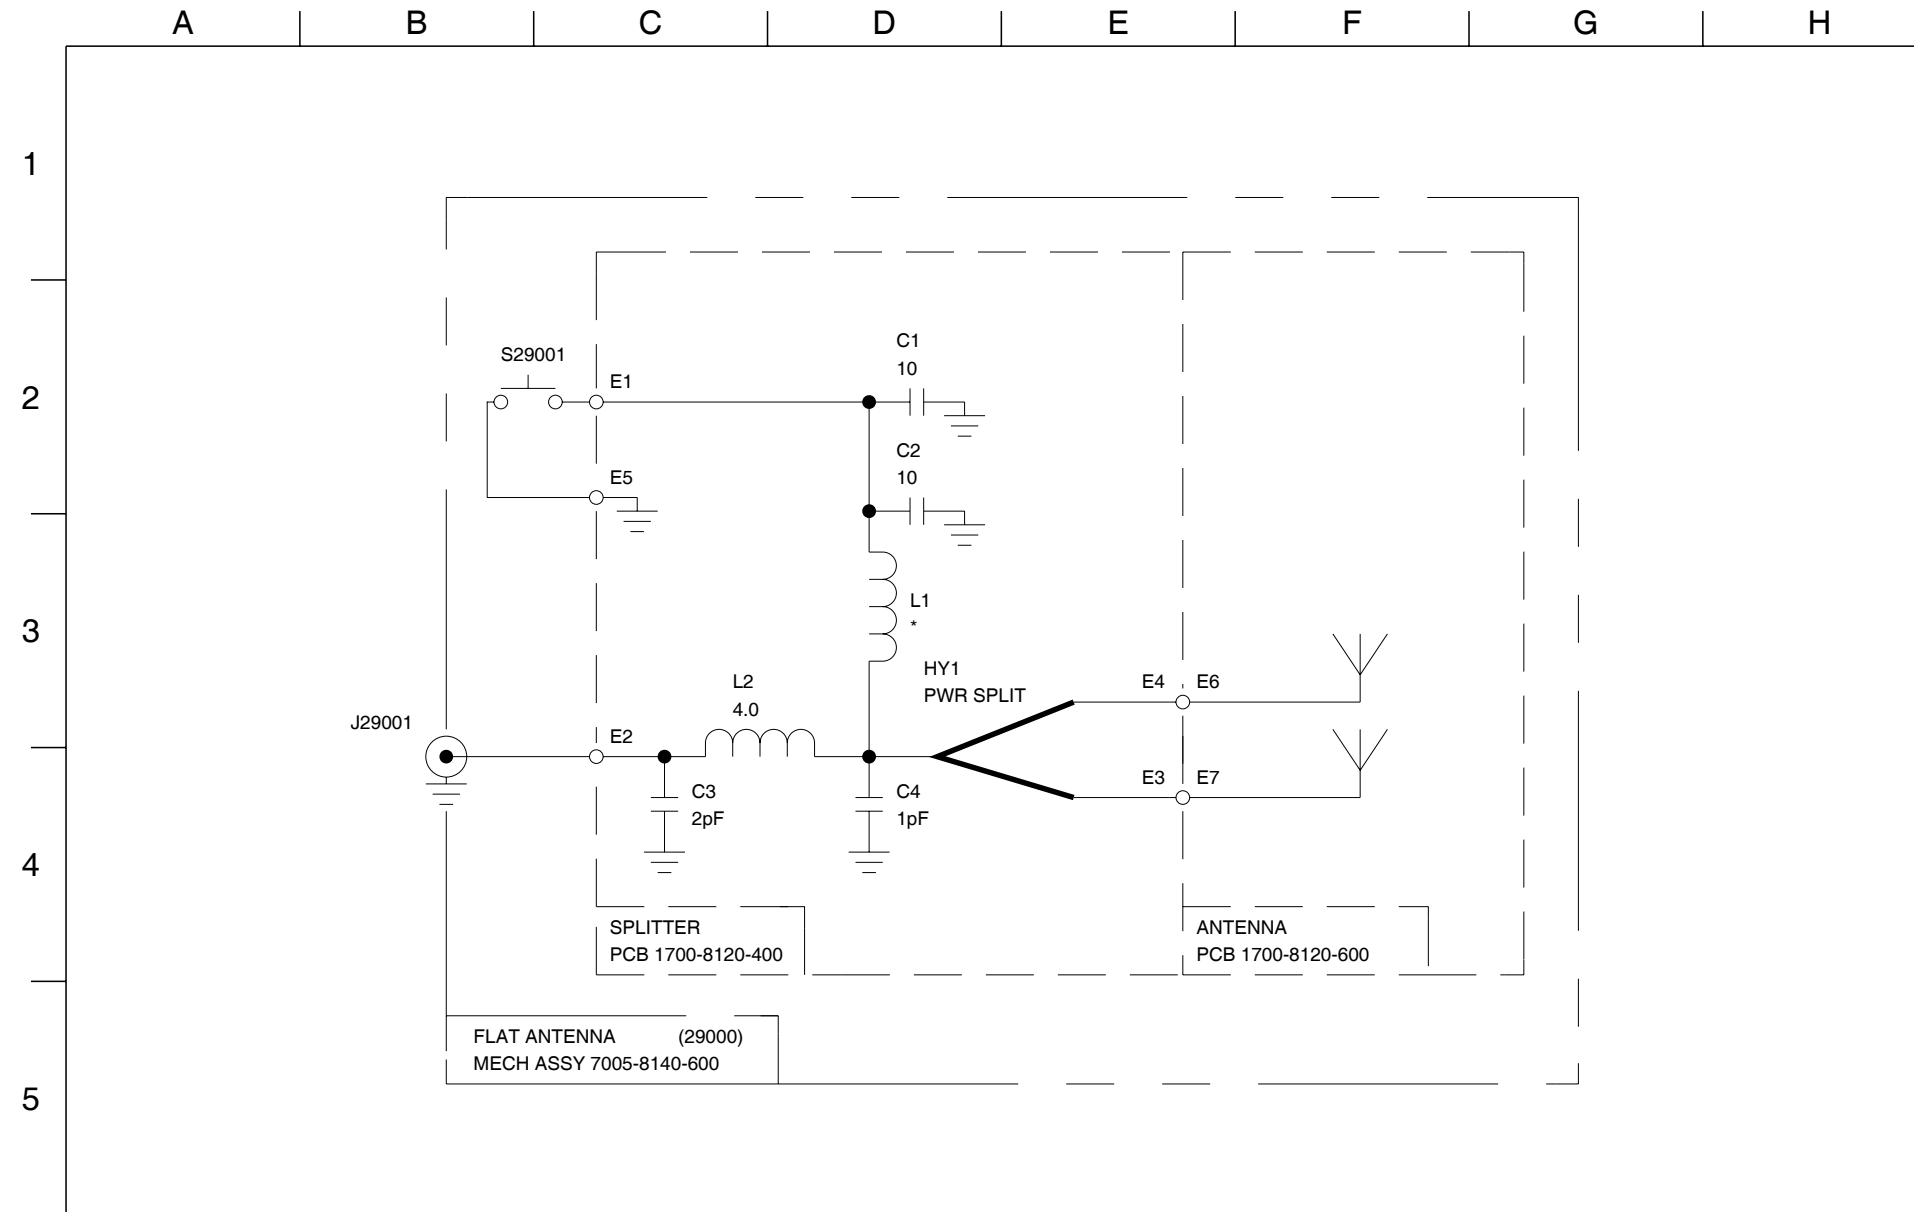 A B C D E F G H
1
C1
S29001
10
E1
2
C2
E5
10
L1
3
*
HY1
L2
E4 E6
PWR SPLIT
4.0
J29001
E2
E3 E7
C3
C4
2pF
1pF
4
SPLITTER
PCB 1700-8120-400
ANTENNA
PCB 1700-8120-600
FLAT ANTENNA (29000)
MECH ASSY 7005-8140-600
5